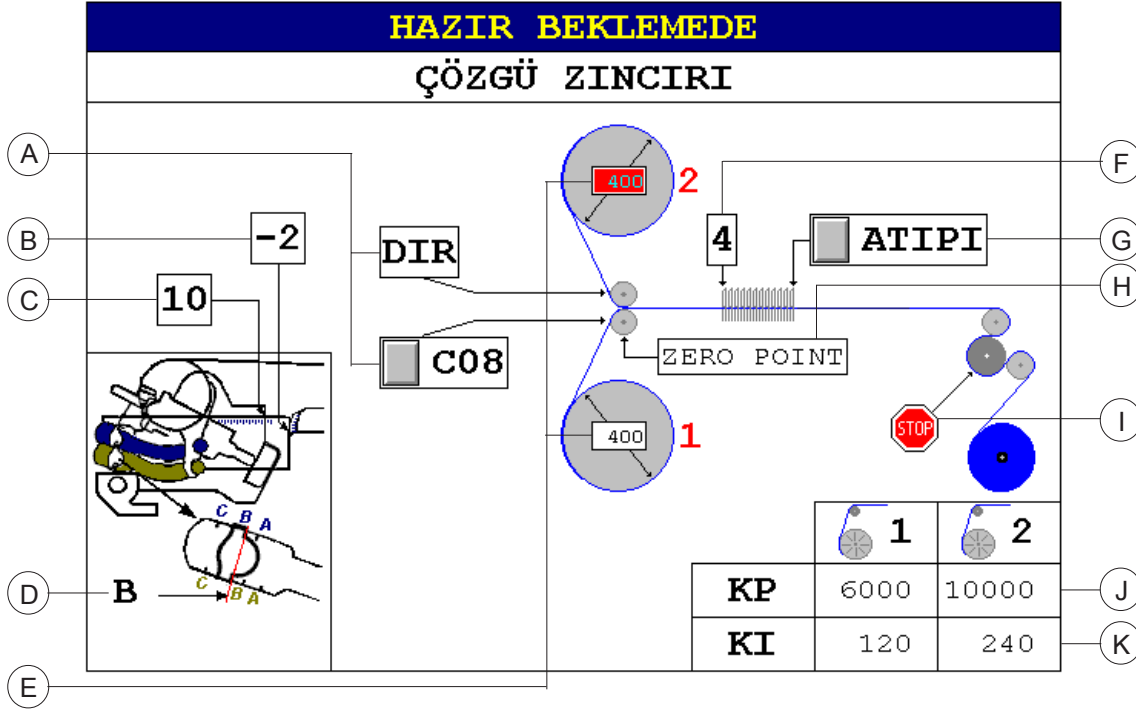 HAZIR BEKLEMEDE
ÇÖZGÜ ZINCIRI
A
B
C
D
E
F
G
H
I
J
K
-2
10
DIR
C08
400
2
4
ATIPI
ZERO POINT
400
1
STOP
C B A
C B A
B
1 2
KP 6000 10000
KI 120 240